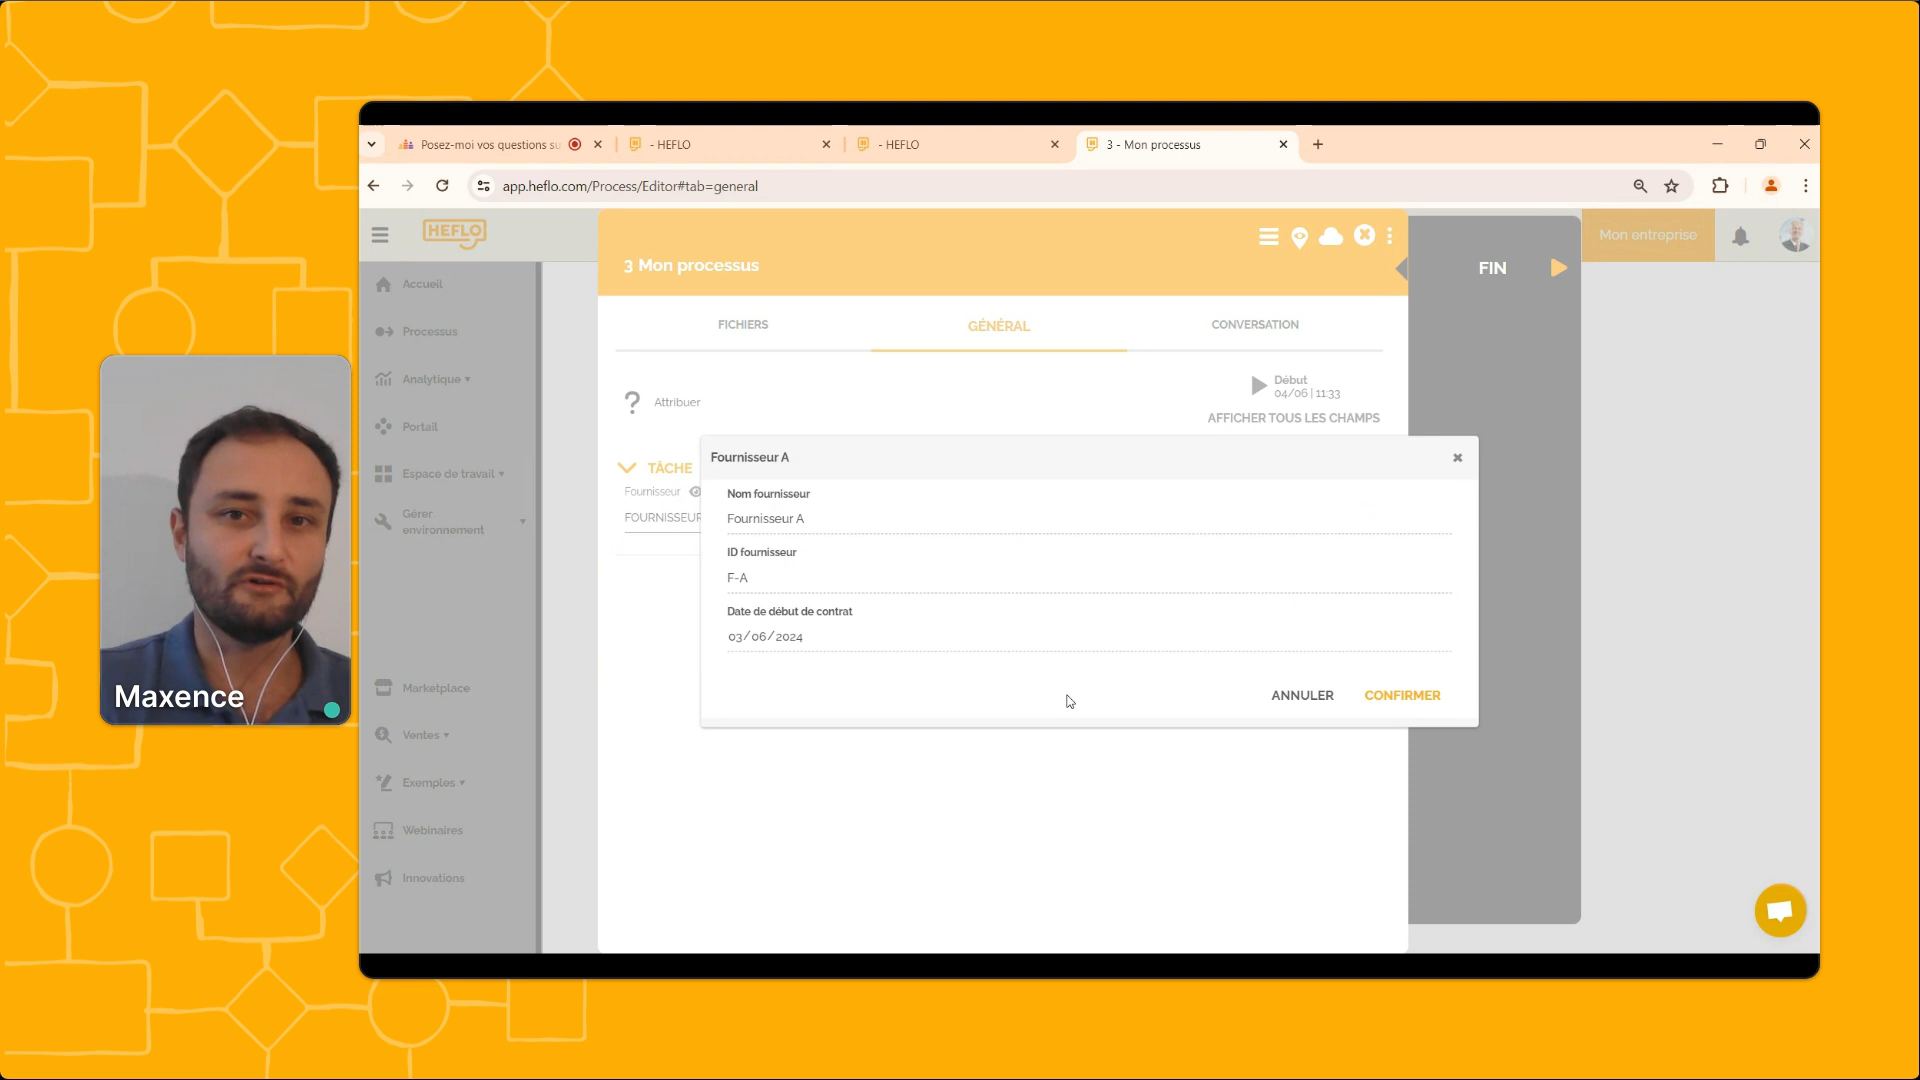 Posez-moi vos questions su
- HEFLO
- HEFLO
3 - Mon processus
app.heflo.com/Process/Editor#tab=general
HEFLO
3 Mon processus
FIN
Mon entreprise
Accueil
Processus
Analytique
Portail
Espace de travail
Gérer
environnement
Marketplace
Ventes
Exemples
Webinaires
Innovations
FICHIERS
GÉNÉRAL
CONVERSATION
? Attribuer
Début
04/06 | 11:33
AFFICHER TOUS LES CHAMPS
TÂCHE
Fournisseur
FOURNISSEUR
Fournisseur A
Nom fournisseur
Fournisseur A
ID fournisseur
F-A
Date de début de contrat
03/06/2024
ANNULER
CONFIRMER
Maxence